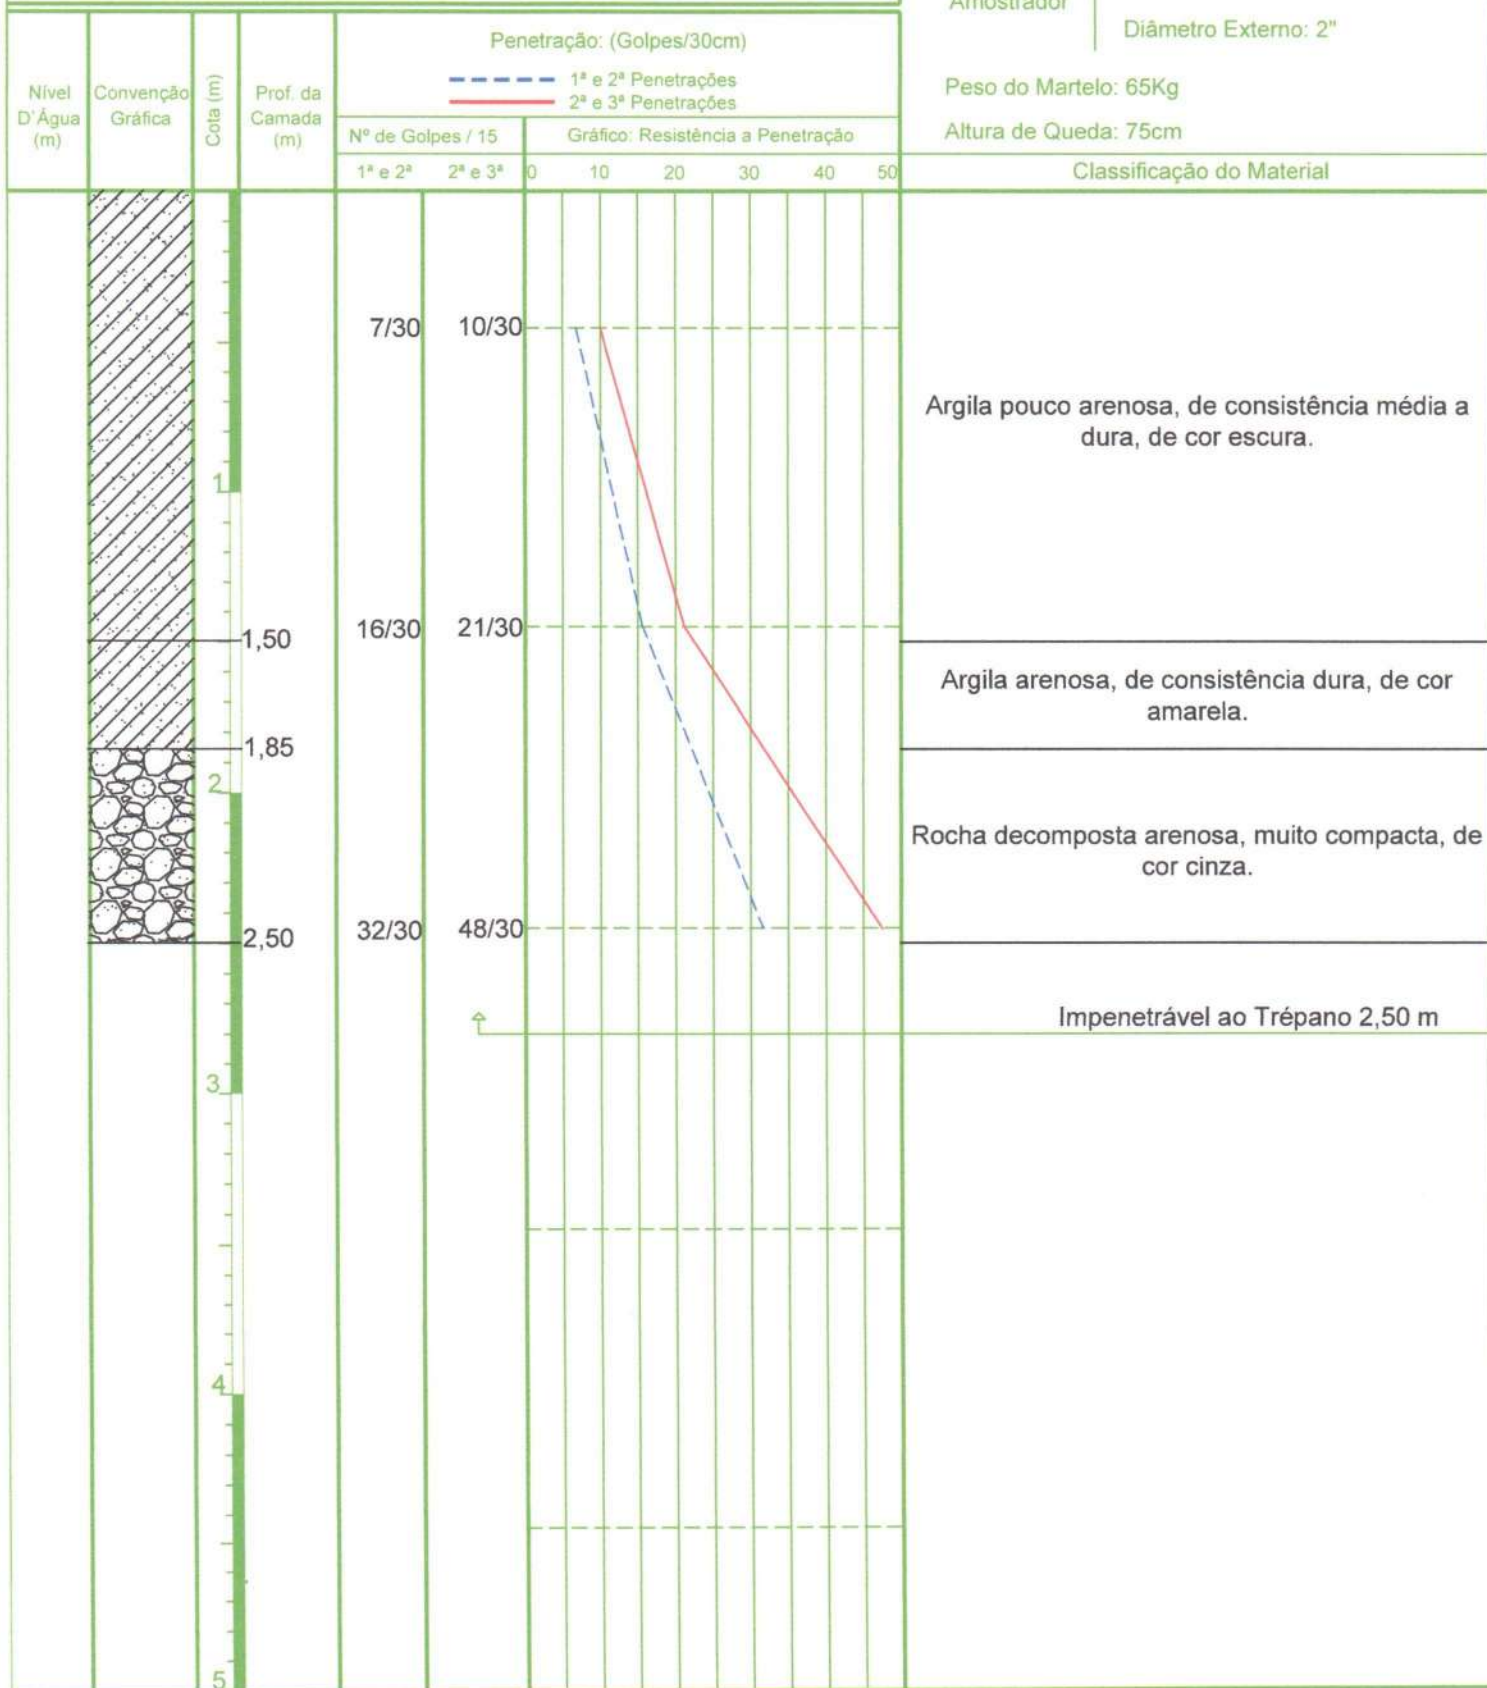 Amostrador
Diâmetro Externo: 2"
Peso do Martelo: 65Kg
Altura de Queda: 75cm
Nível
D'Água
(m)
Convenção
Gráfica
Cota (m)
Prof. da
Camada
(m)
Penetração: (Golpes/30cm)
1ª e 2ª Penetrações
2ª e 3ª Penetrações
Nº de Golpes / 15
Gráfico: Resistência a Penetração
1ª e 2ª
2ª e 3ª
0 10 20 30 40 50
Classificação do Material
7/30 10/30
Argila pouco arenosa, de consistência média a
dura, de cor escura.
1
1,50
16/30 21/30
Argila arenosa, de consistência dura, de cor
amarela.
1,85
2
Rocha decomposta arenosa, muito compacta, de
cor cinza.
2,50
32/30 48/30
Impenetrável ao Trépano 2,50 m
3
4
5